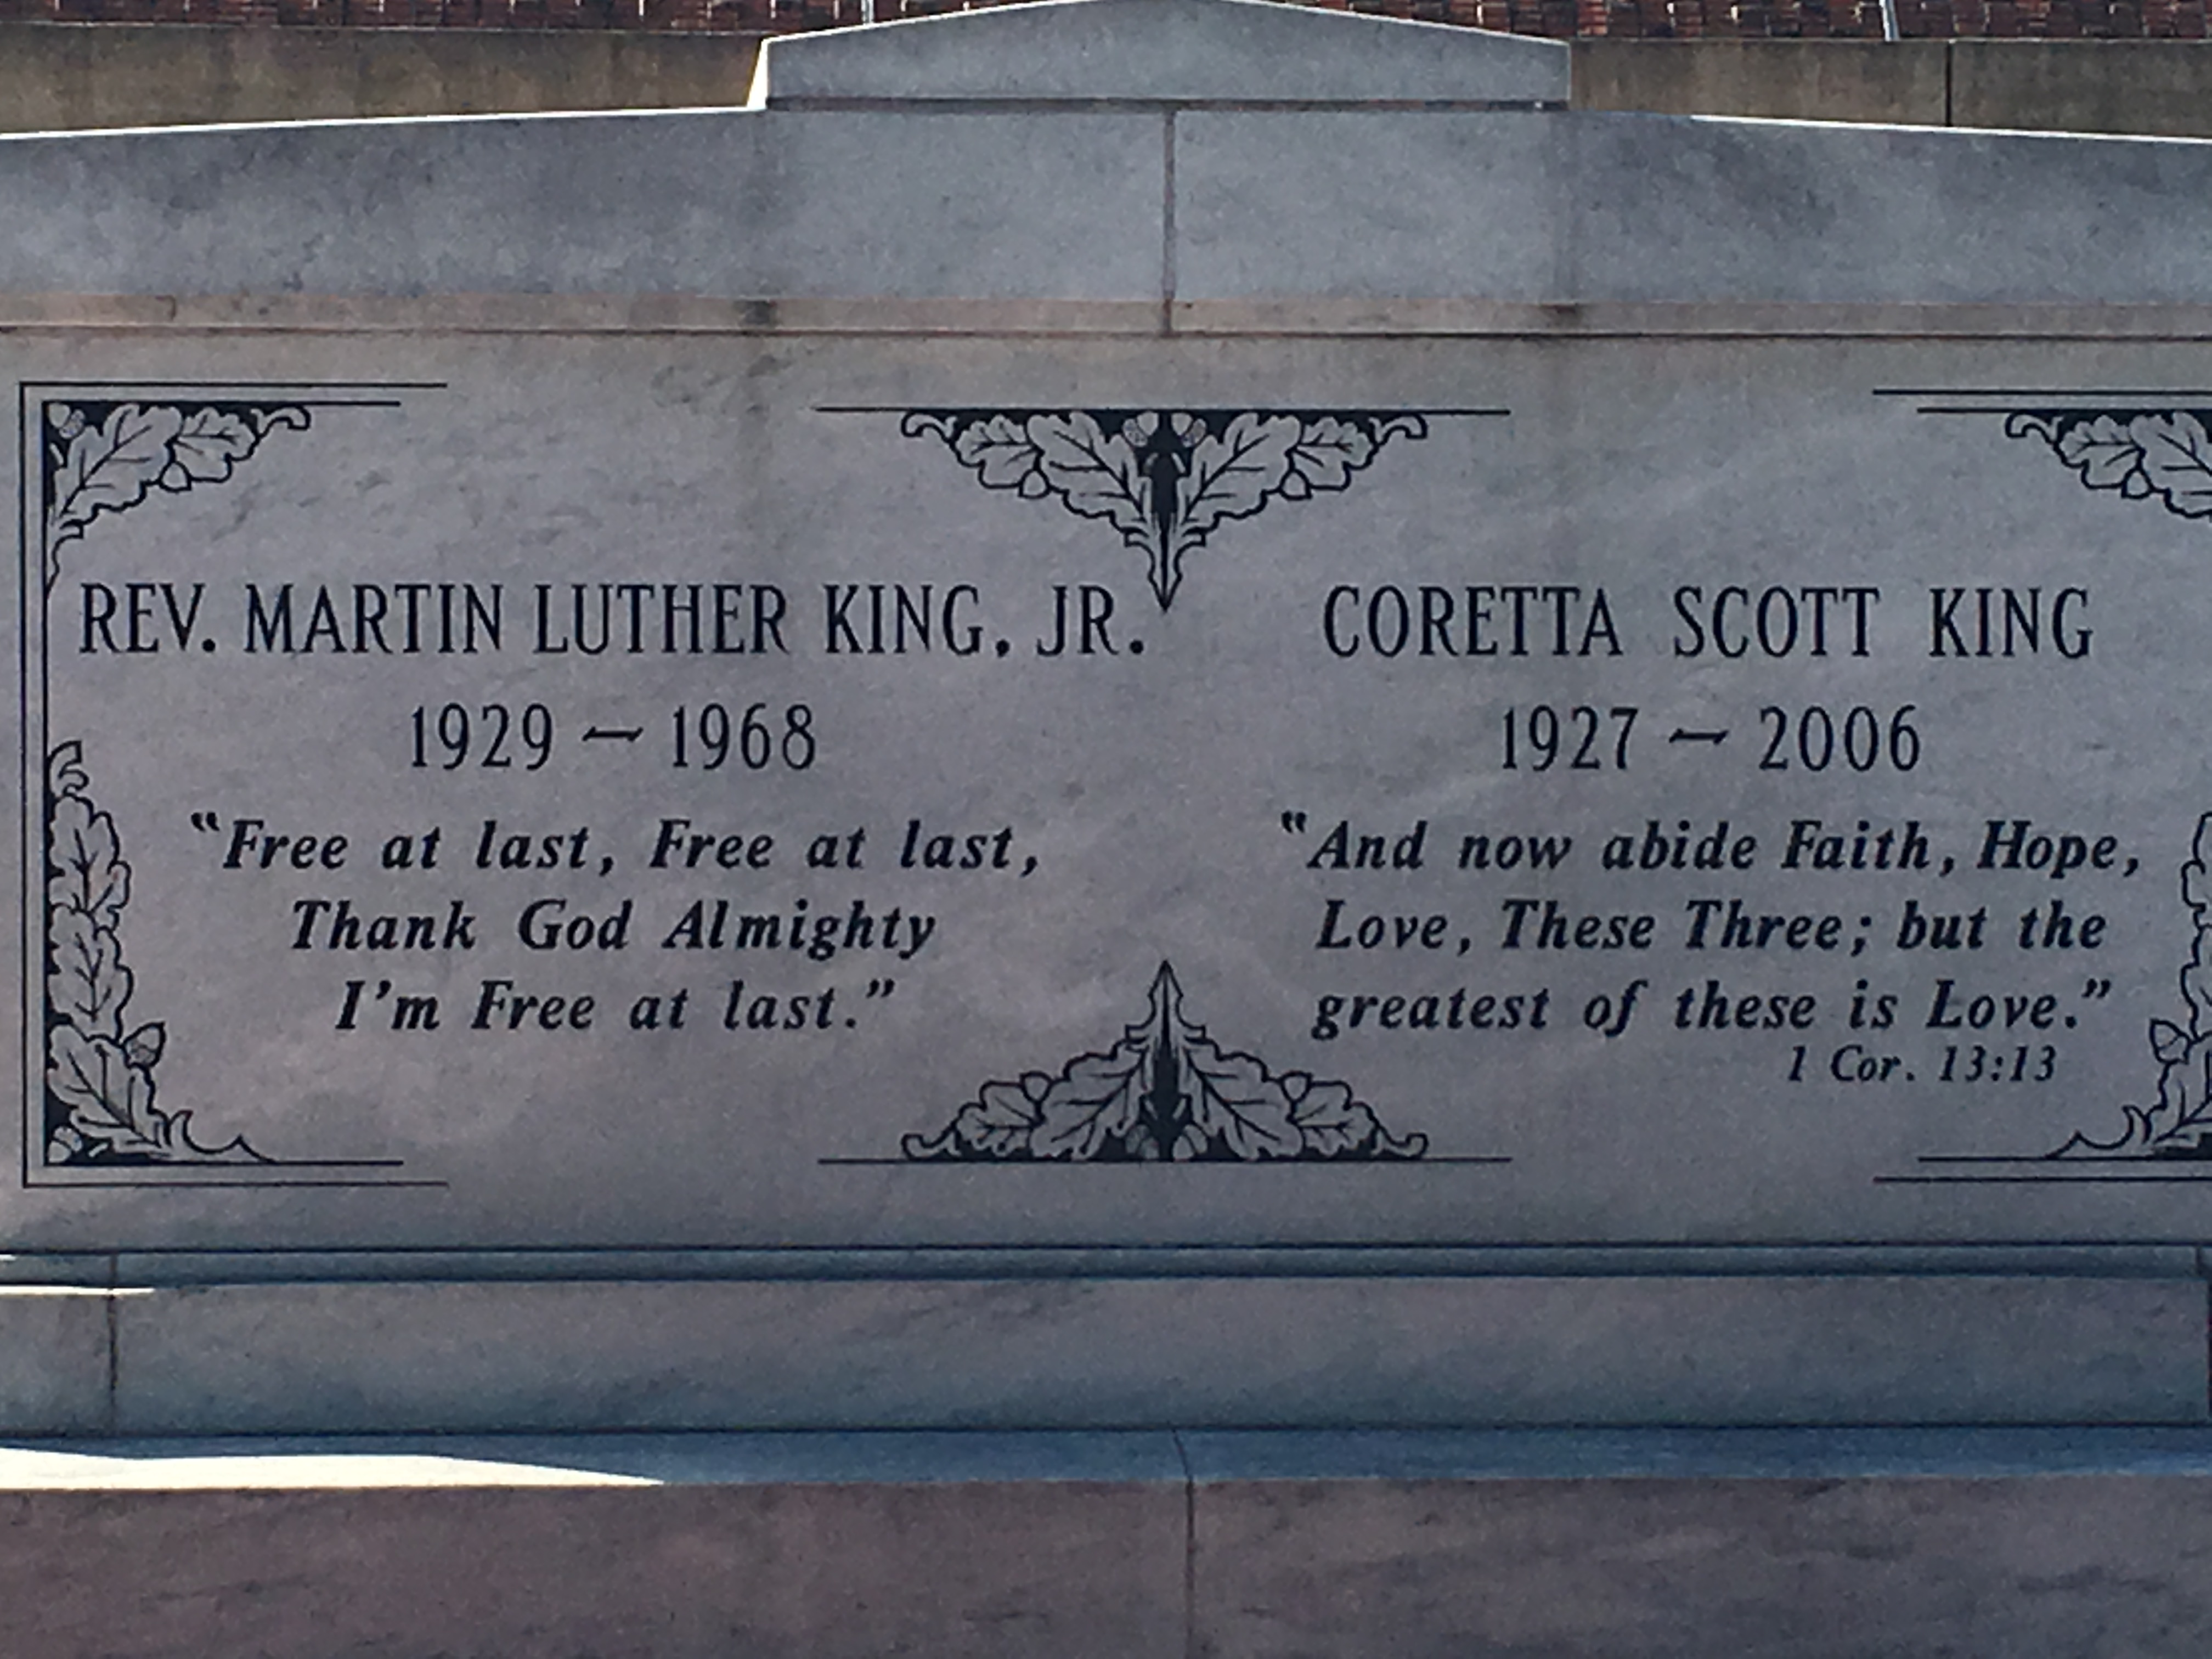 REV. MARTIN LUTHER KING, JR.
1929 – 1968
"Free at last, Free at last,
Thank God Almighty
I'm Free at last."
CORETTA SCOTT KING
1927 – 2006
"And now abide Faith, Hope,
Love, These Three; but the
greatest of these is Love."
1 Cor. 13:13